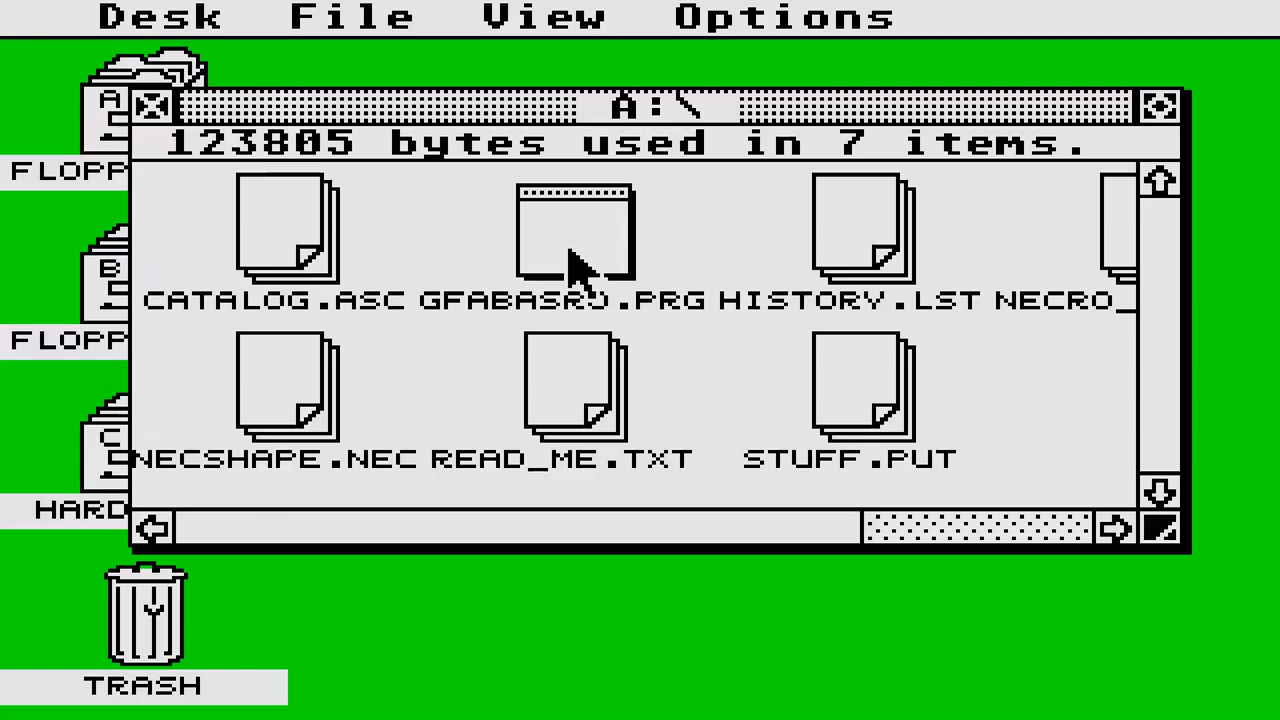 Desk File View Options
A
A:\
123805 bytes used in 7 items.
FLOPP
CATALOG.ASC GFABASRO.PRG HISTORY.LST NECRO_
B
FLOPP
C
NECSHAPE.NEC READ_ME.TXT STUFF.PUT
HARD
TRASH